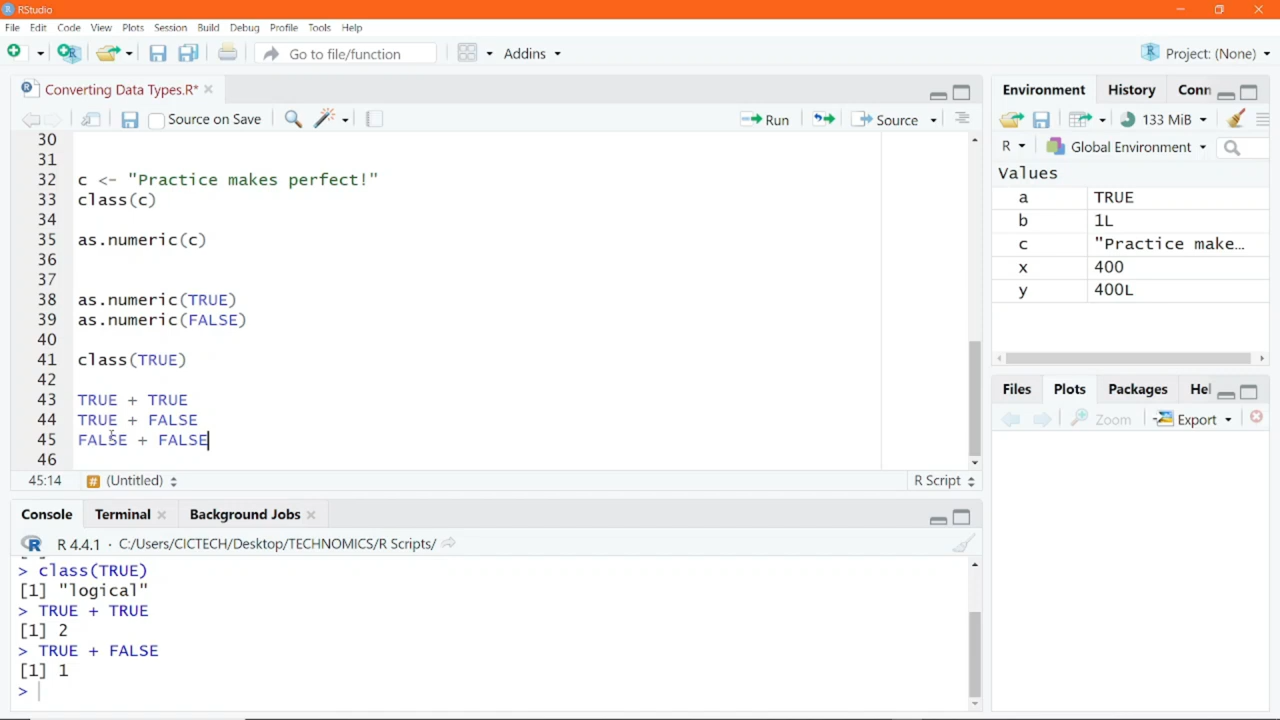 RStudio
File Edit Code View Plots Session Build Debug Profile Tools Help
Go to file/function Addins Project: (None)
Converting Data Types.R*
Source on Save Run Source
30
31
32 c <- "Practice makes perfect!"
33 class(c)
34
35 as.numeric(c)
36
37
38 as.numeric(TRUE)
39 as.numeric(FALSE)
40
41 class(TRUE)
42
43 TRUE + TRUE
44 TRUE + FALSE
45 FALSE + FALSE
46
45:14 # (Untitled) R Script
Console Terminal Background Jobs
R 4.4.1 · C:/Users/CICTECH/Desktop/TECHNOMICS/R Scripts/
> class(TRUE)
[1] "logical"
> TRUE + TRUE
[1] 2
> TRUE + FALSE
[1] 1
>
Environment History Conn
133 MiB
R Global Environment
Values
a TRUE
b 1L
c "Practice make…
x 400
y 400L
Files Plots Packages Hel
Zoom Export